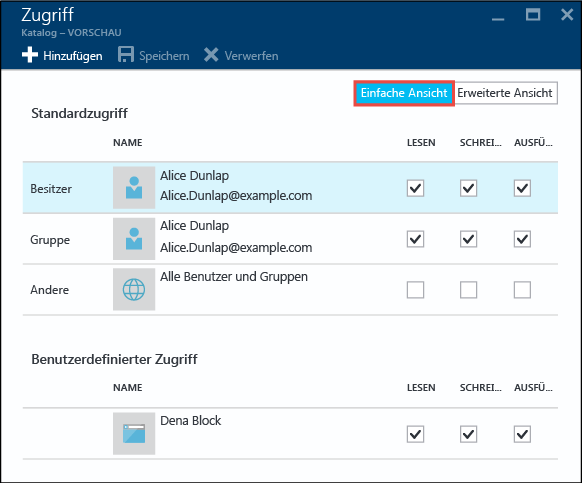 Zugriff
Katalog – VORSCHAU
Hinzufügen Speichern Verwerfen
Einfache Ansicht Erweiterte Ansicht
Standardzugriff
NAME LESEN SCHREI... AUSFÜ...
Besitzer Alice Dunlap
Alice.Dunlap@example.com
Gruppe Alice Dunlap
Alice.Dunlap@example.com
Andere Alle Benutzer und Gruppen
Benutzerdefinierter Zugriff
NAME LESEN SCHREI... AUSFÜ...
Dena Block